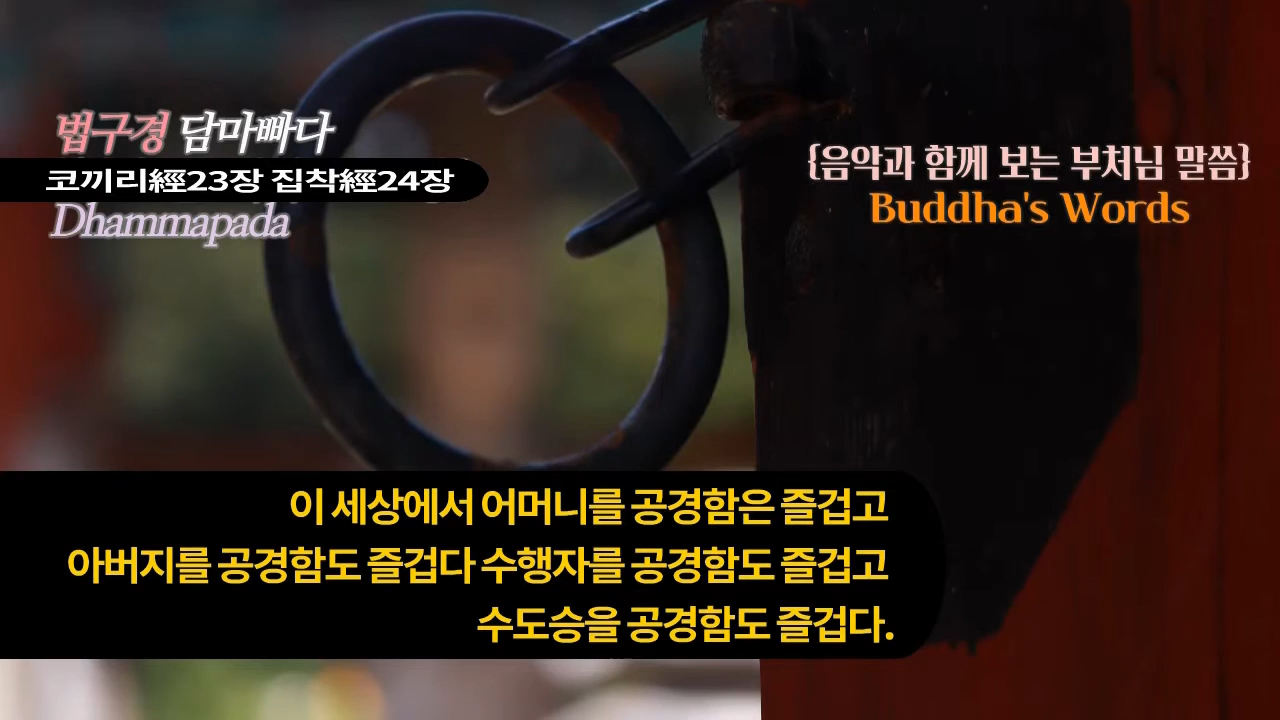 법구경 담마빠다
코끼리經23장 집착經24장
Dhammapada
{음악과 함께 보는 부처님 말씀}
Buddha's Words
이 세상에서 어머니를 공경함은 즐겁고
아버지를 공경함도 즐겁다 수행자를 공경함도 즐겁고
수도승을 공경함도 즐겁다.